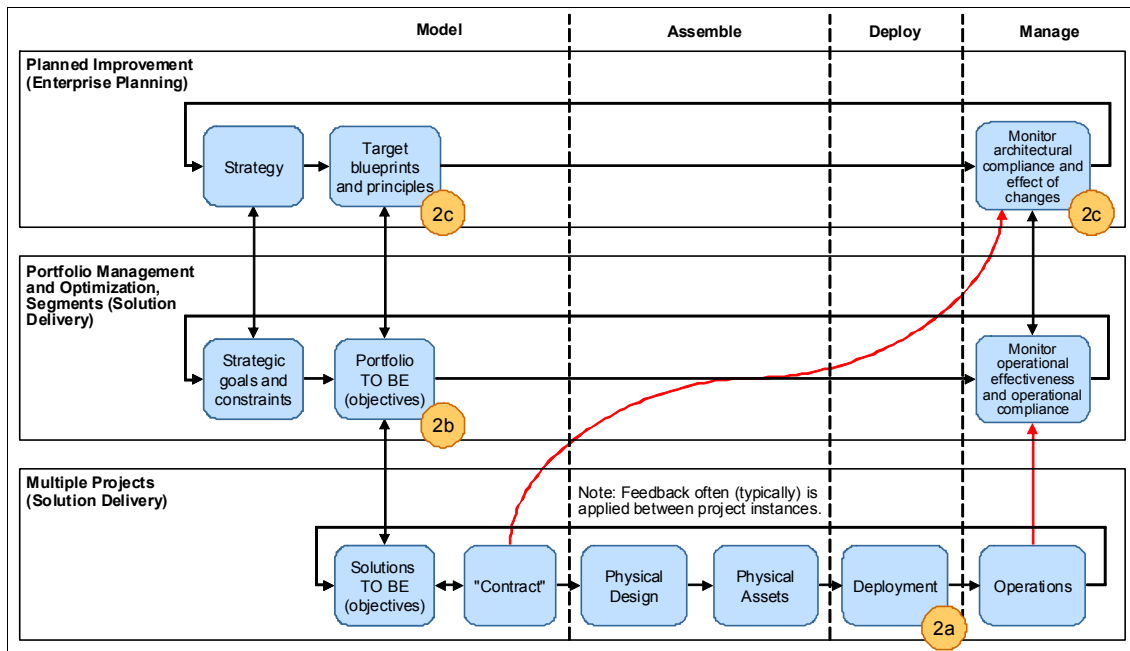 Model
Assemble
Deploy
Manage
Planned Improvement
(Enterprise Planning)
Strategy
Target
blueprints
and principles
2c
Monitor
architectural
compliance and
effect of
changes
2c
Portfolio Management
and Optimization,
Segments (Solution
Delivery)
Strategic
goals and
constraints
Portfolio
TO BE
(objectives)
2b
Monitor
operational
effectiveness
and operational
compliance
Multiple Projects
(Solution Delivery)
Note: Feedback often (typically) is
applied between project instances.
Solutions
TO BE
(objectives)
"Contract"
Physical
Design
Physical
Assets
Deployment
2a
Operations